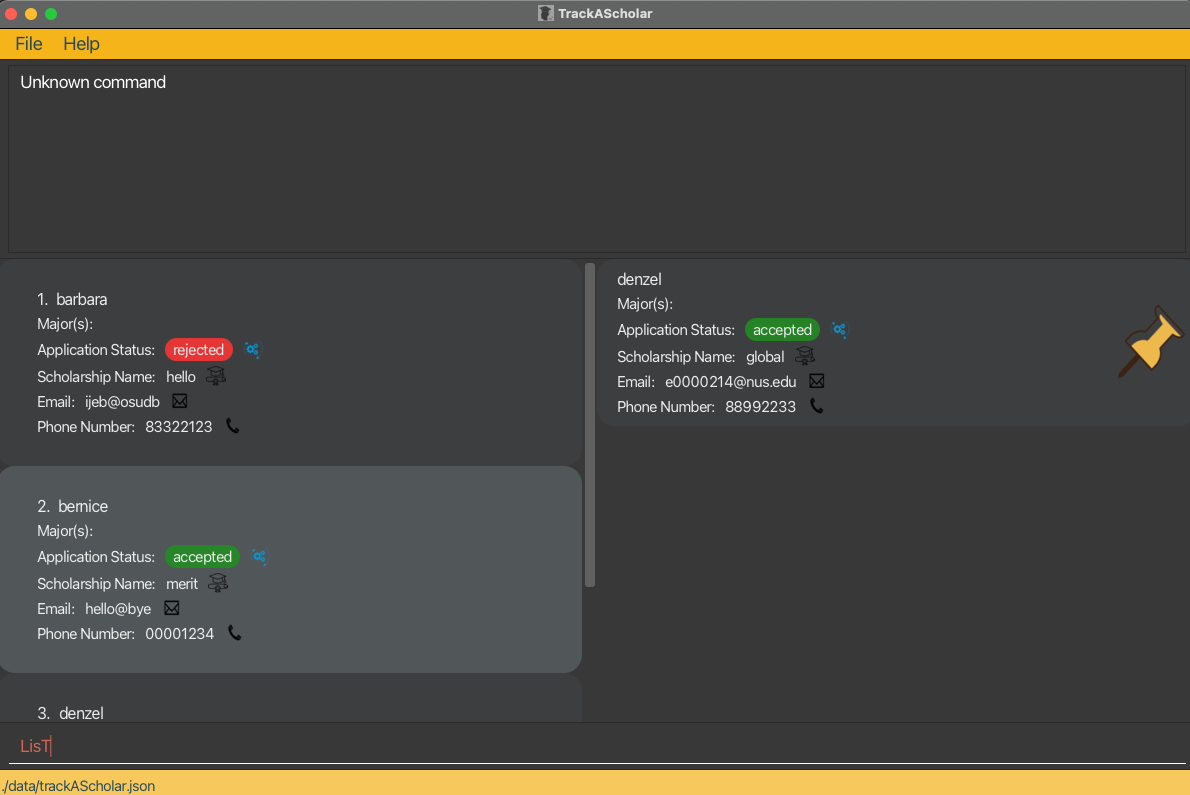 TrackAScholar
File Help
Unknown command
1. barbara
Major(s):
Application Status: rejected
Scholarship Name: hello
Email: ijeb@osudb
Phone Number: 83322123
2. bernice
Major(s):
Application Status: accepted
Scholarship Name: merit
Email: hello@bye
Phone Number: 00001234
3. denzel
denzel
Major(s):
Application Status: accepted
Scholarship Name: global
Email: e0000214@nus.edu
Phone Number: 88992233
LisT
./data/trackAScholar.json